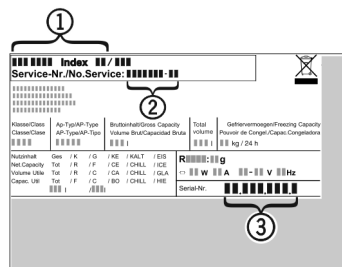 1
Index /
Service-Nr./No.Service: -
2
Klasse/Class Ap-Typ/AP-Type Bruttoinhalt/Gross Capacity Total Gefriervermoegen/Freezing Capacity
Classe/Clase AP-Type/AP-Tipo Volume Brut/Capacidad Bruta volume Pouvoir de Congel./Capac.Congeladora
l l kg / 24 h
Nutzinhalt Ges / K / G / KE / KALT / EIS
Net.Capacity Tot / R / F / CE / CHILL / ICE
Volume Utile Tot / R / C / CA / CHILL / GLA
Capac. Util Tot / F / C / BO / CHILL / HIE
l / l
R : g
W A - V Hz
Serial-Nr. . . .
3